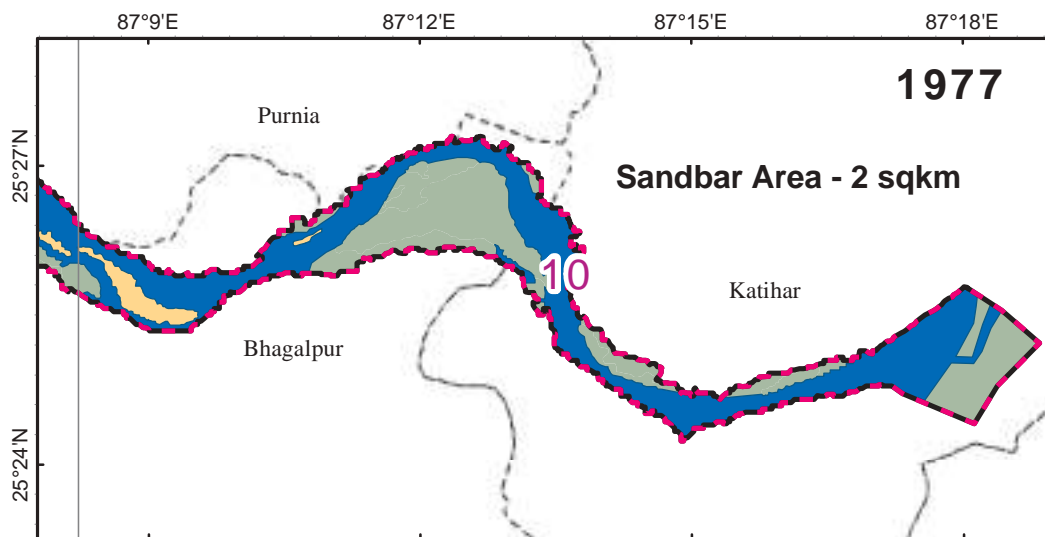 87°9'E
87°12'E
87°15'E
87°18'E
1977
Purnia
25°27'N
Sandbar Area - 2 sqkm
10
Katihar
Bhagalpur
25°24'N